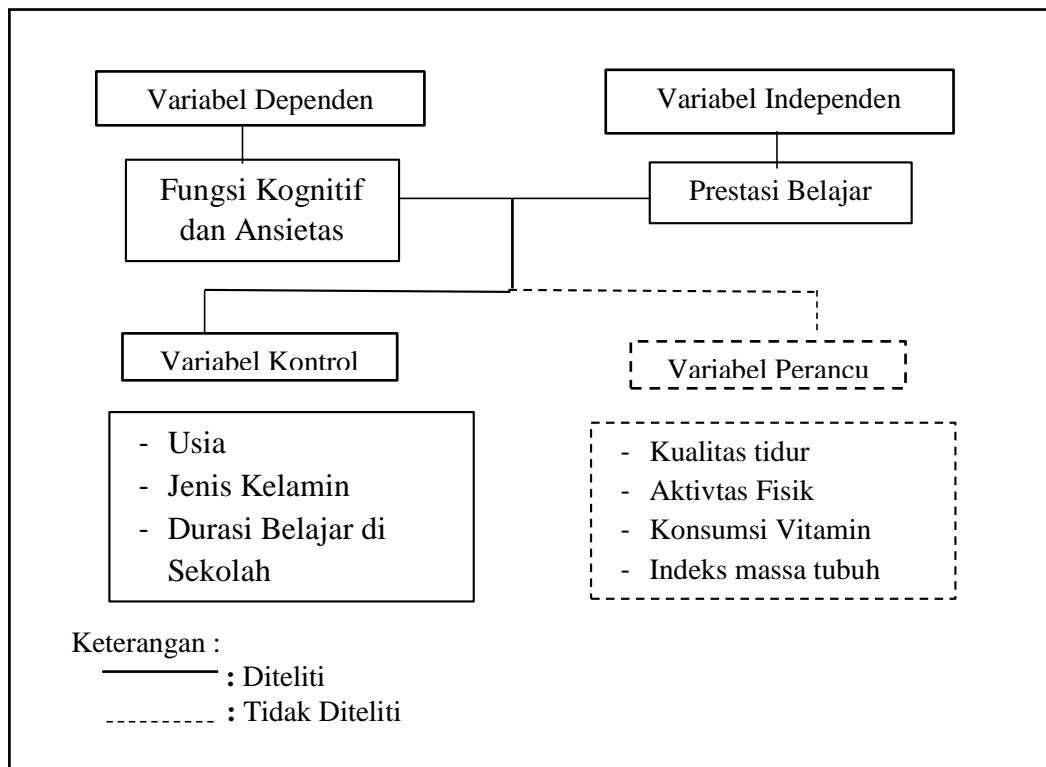 Variabel Dependen
Variabel Independen
Fungsi Kognitif
dan Ansietas
Prestasi Belajar
Variabel Kontrol
Variabel Perancu
- Usia
- Jenis Kelamin
- Durasi Belajar di
Sekolah
- Kualitas tidur
- Aktivtas Fisik
- Konsumsi Vitamin
- Indeks massa tubuh
Keterangan :
: Diteliti
: Tidak Diteliti